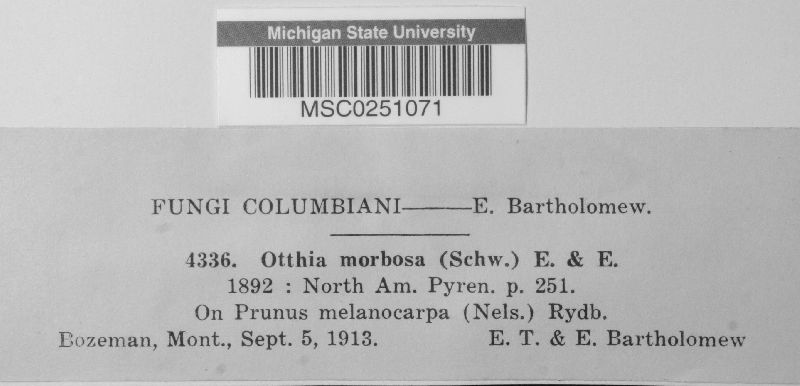 Michigan State University
MSC0251071
FUNGI COLUMBIANI——E. Bartholomew.
4336. Otthia morbosa (Schw.) E. & E.
1892 : North Am. Pyren. p. 251.
On Prunus melanocarpa (Nels.) Rydb.
Bozeman, Mont., Sept. 5, 1913. E. T. & E. Bartholomew